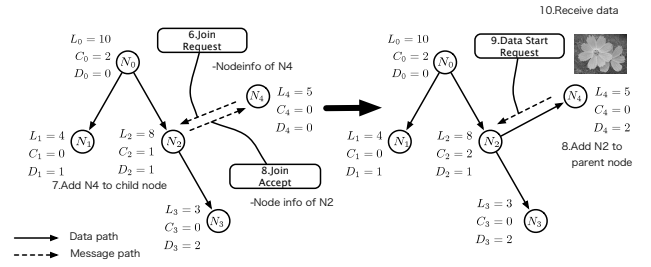 10.Receive data
L₀ = 10
C₀ = 2
D₀ = 0
N₀
6.Join
Request
-Nodeinfo of N4
N₄
L₄ = 5
C₄ = 0
D₄ = 0
L₁ = 4
C₁ = 0
D₁ = 1
N₁
L₂ = 8
C₂ = 1
D₂ = 1
N₂
7.Add N4 to child node
8.Join
Accept
-Node info of N2
L₃ = 3
C₃ = 0
D₃ = 2
N₃
Data path
Message path
L₀ = 10
C₀ = 2
D₀ = 0
N₀
9.Data Start
Request
N₄
L₄ = 5
C₄ = 0
D₄ = 2
8.Add N2 to
parent node
L₁ = 4
C₁ = 0
D₁ = 1
N₁
L₂ = 8
C₂ = 2
D₂ = 1
N₂
L₃ = 3
C₃ = 0
D₃ = 2
N₃